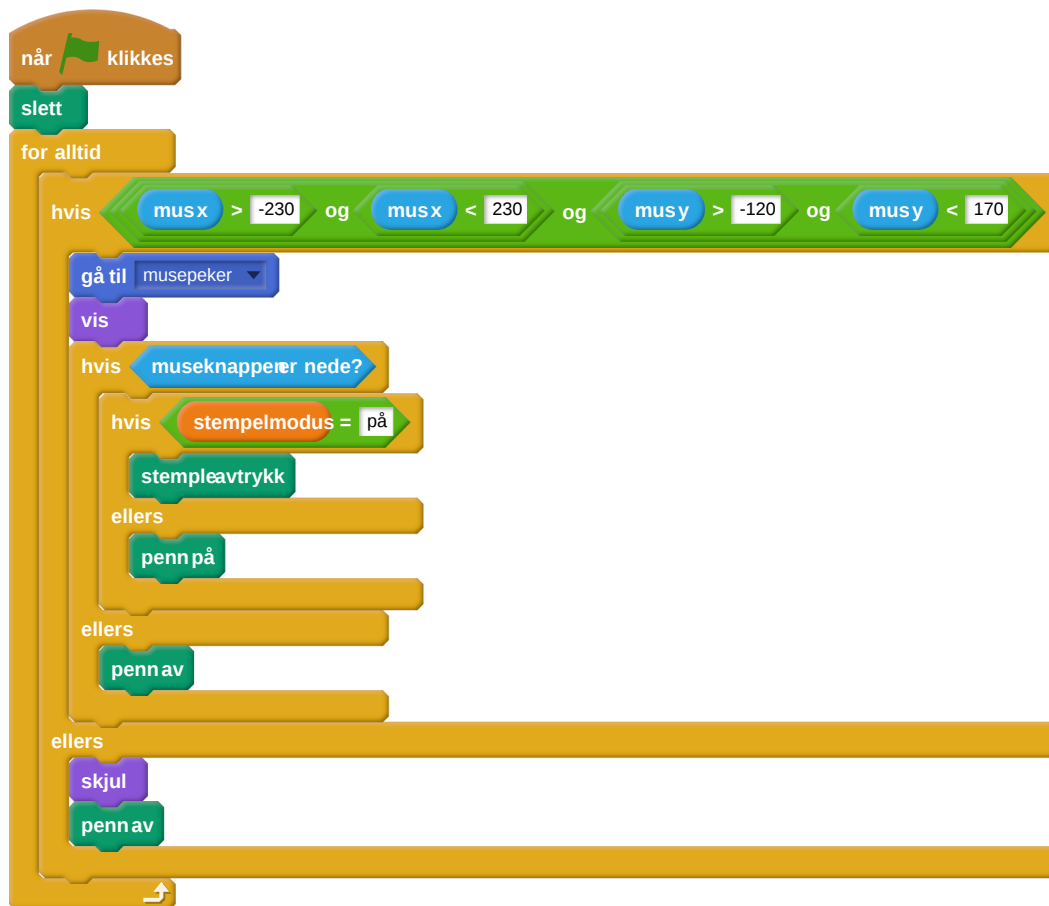 når klikkes
slett
for alltid
hvis mus x > -230 og mus x < 230 og mus y > -120 og mus y < 170
gå til musepeker
vis
hvis museknappen er nede?
hvis stempelmodus = på
stemple avtrykk
ellers
penn på
ellers
penn av
ellers
skjul
penn av